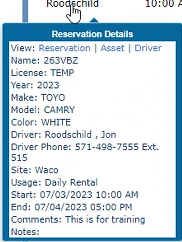 Roodschild
10:00 A
Reservation Details
View: Reservation | Asset | Driver
Name: 263VBZ
License: TEMP
Year: 2023
Make: TOYO
Model: CAMRY
Color: WHITE
Driver: Roodschild , Jon
Driver Phone: 571-498-7555 Ext.
515
Site: Waco
Usage: Daily Rental
Start: 07/03/2023 10:00 AM
End: 07/04/2023 05:00 PM
Comments: This is for training
Notes: